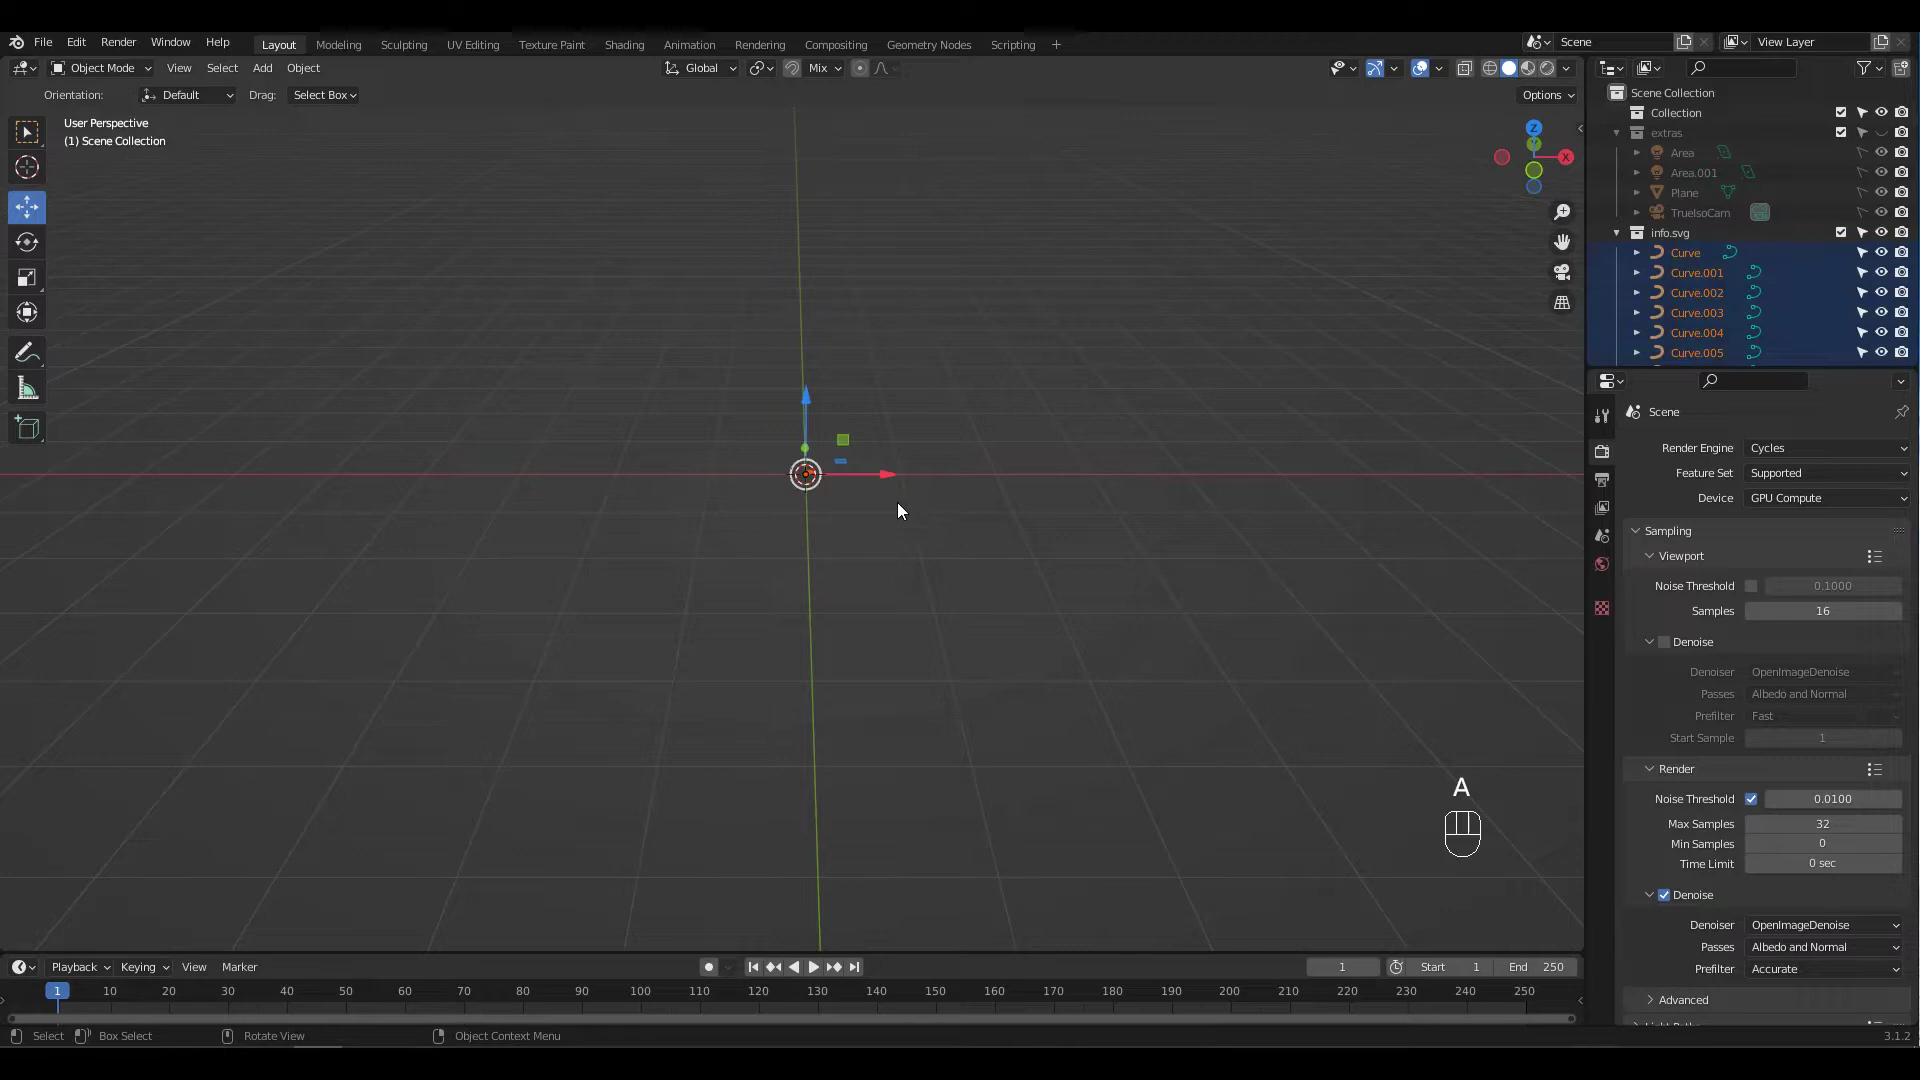 File Edit Render Window Help Layout Modeling Sculpting UV Editing Texture Paint Shading Animation Rendering Compositing Geometry Nodes Scripting + Scene View Layer
Object Mode View Select Add Object Global Mix
Orientation: Default Drag: Select Box Options
User Perspective
(1) Scene Collection
Z
Y
X
Scene Collection
Collection
extras
Area
Area.001
Plane
TrueIsoCam
info.svg
Curve
Curve.001
Curve.002
Curve.003
Curve.004
Curve.005
Scene
Render Engine Cycles
Feature Set Supported
Device GPU Compute
Sampling
Viewport
Noise Threshold 0.1000
Samples 16
Denoise
Denoiser OpenImageDenoise
Passes Albedo and Normal
Prefilter Fast
Start Sample 1
Render
Noise Threshold 0.0100
Max Samples 32
Min Samples 0
Time Limit 0 sec
Denoise
Denoiser OpenImageDenoise
Passes Albedo and Normal
Prefilter Accurate
Advanced
Light Paths
A
Playback Keying View Marker 1 Start 1 End 250
1 10 20 30 40 50 60 70 80 90 100 110 120 130 140 150 160 170 180 190 200 210 220 230 240 250
Select Box Select Rotate View Object Context Menu 3.1.2